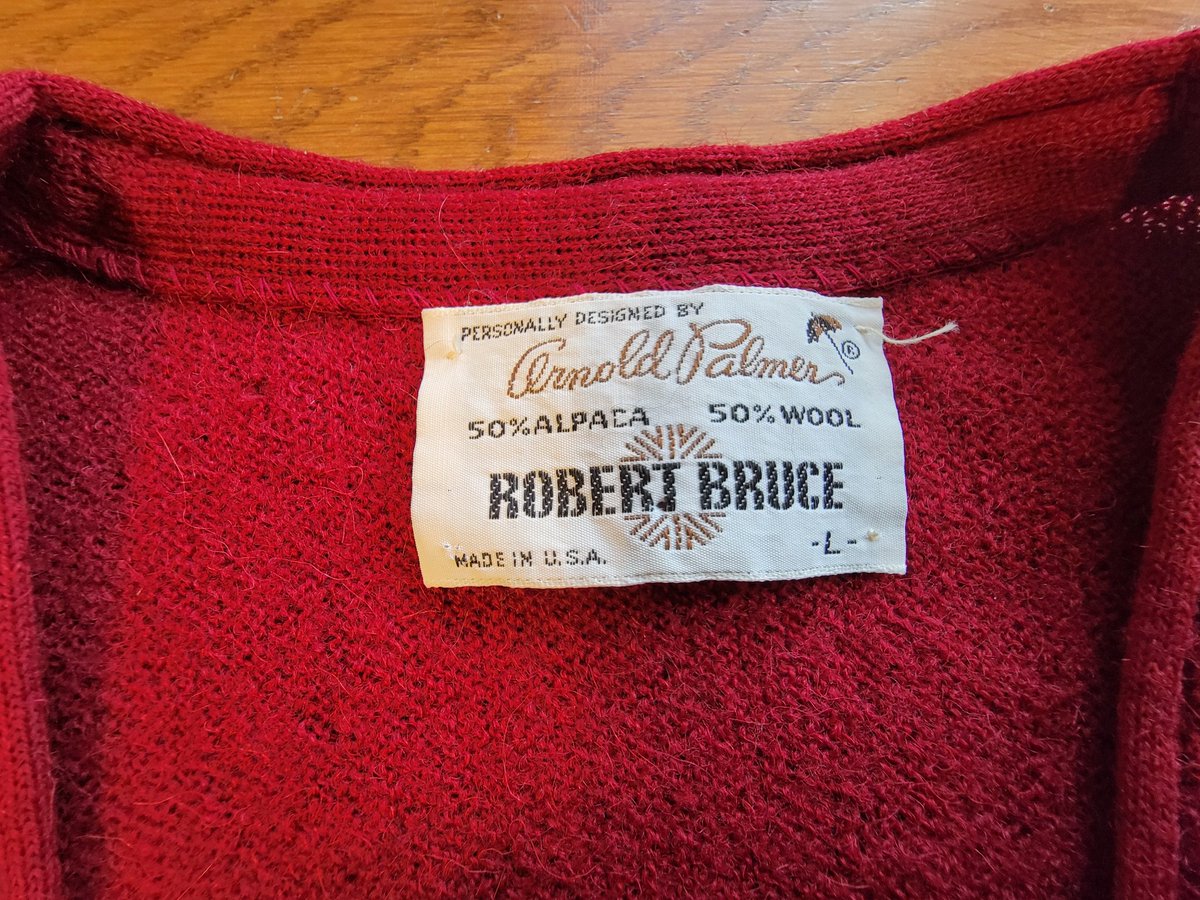 PERSONALLY DESIGNED BY
Arnold Palmer ®
50% ALPACA 50% WOOL
ROBERT BRUCE
MADE IN U.S.A. -L-